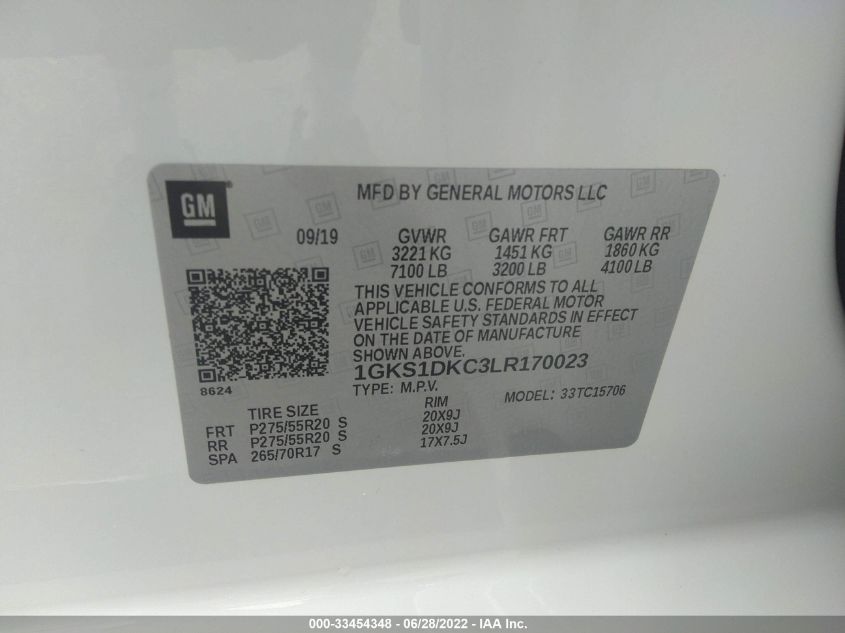 GM
MFD BY GENERAL MOTORS LLC
09/19 GVWR GAWR FRT GAWR RR
3221 KG 1451 KG 1860 KG
7100 LB 3200 LB 4100 LB
THIS VEHICLE CONFORMS TO ALL
APPLICABLE U.S. FEDERAL MOTOR
VEHICLE SAFETY STANDARDS IN EFFECT
ON THE DATE OF MANUFACTURE
SHOWN ABOVE.
1GKS1DKC3LR170023
8624
TYPE: M.P.V. MODEL: 33TC15706
TIRE SIZE RIM
FRT P275/55R20 S 20X9J
RR P275/55R20 S 20X9J
SPA 265/70R17 S 17X7.5J
000-33454348 - 06/28/2022 - IAA Inc.